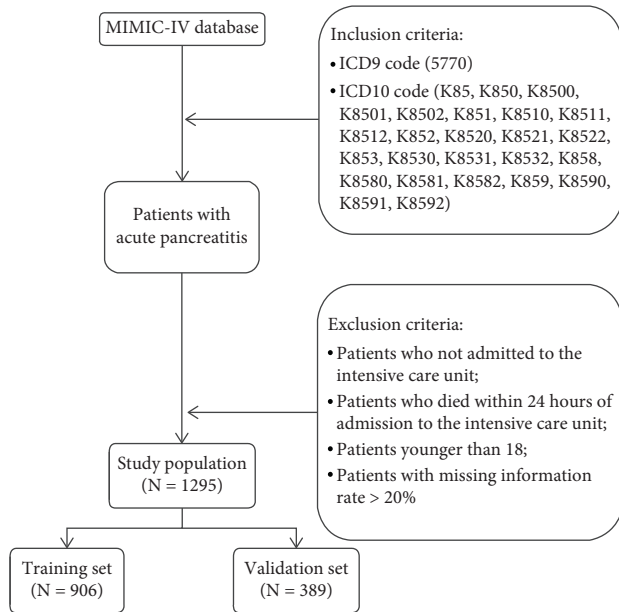 MIMIC-IV database
Inclusion criteria:
• ICD9 code (5770)
• ICD10 code (K85, K850, K8500,
K8501, K8502, K851, K8510, K8511,
K8512, K852, K8520, K8521, K8522,
K853, K8530, K8531, K8532, K858,
K8580, K8581, K8582, K859, K8590,
K8591, K8592)
Patients with
acute pancreatitis
Exclusion criteria:
• Patients who not admitted to the
intensive care unit;
• Patients who died within 24 hours of
admission to the intensive care unit;
• Patients younger than 18;
• Patients with missing information
rate > 20%
Study population
(N = 1295)
Training set
(N = 906)
Validation set
(N = 389)